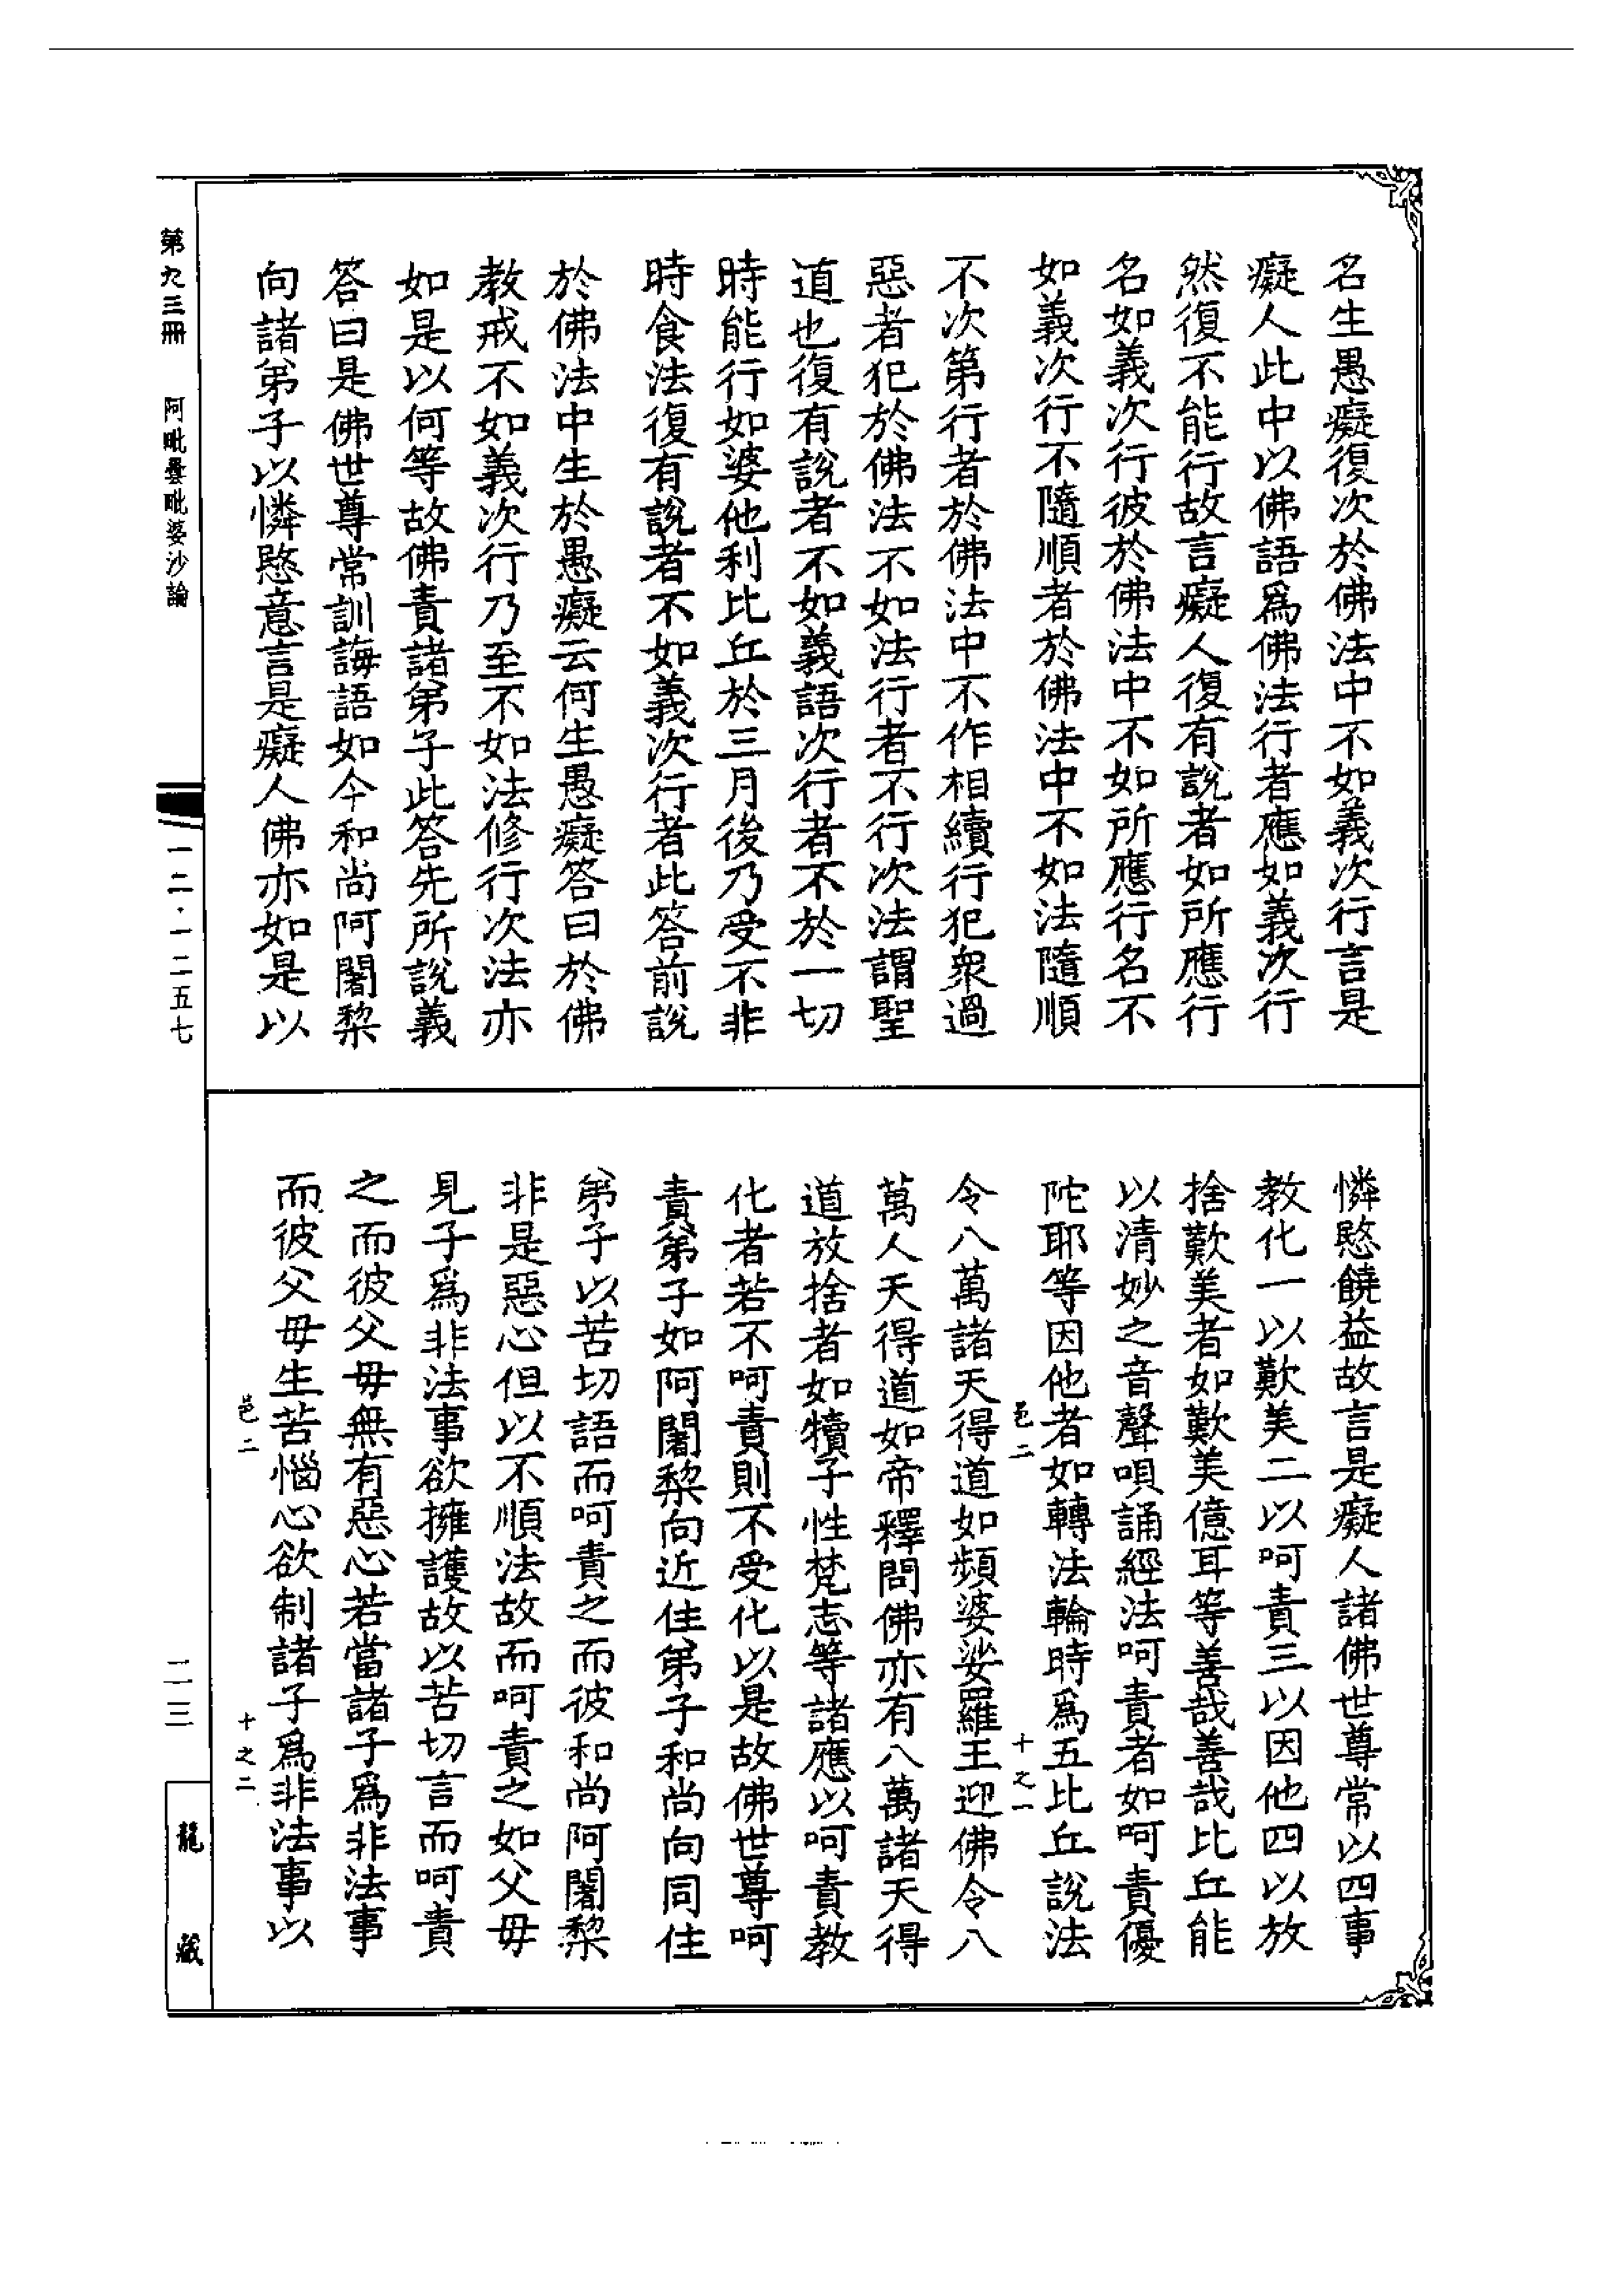 名生愚癡復次於佛法中不如義次行言是
癡人此中以佛語爲佛法行者應如義次行
然復不能行故言癡人復有說者如所應行
名如義次行彼於佛法中不如所應行名不
如義次行不隨順者於佛法中不如法隨順
不次第行者於佛法中不作相續行犯衆過
惡者犯於佛法不如法行者不行次法謂聖
道也復有說者不如義語次行者不於一切
時能行如婆他利比丘於三月後乃受不非
時食法復有說者不如義次行者此答前說
於佛法中生於愚癡云何生愚癡答曰於佛
教戒不如義次行乃至不如法修行次法亦
如是以何等故佛責諸弟子此答先所說義
答曰是佛世尊常訓誨語如今和尚阿闍黎
向諸弟子以憐愍意言是癡人佛亦如是以
憐愍饒益故言是癡人諸佛世尊常以四事
教化一以歎美二以呵責三以因他四以放
捨歎美者如歎美億耳等善哉善哉比丘能
以清妙之音聲唄誦經法呵責者如呵責優
陀耶等因他者如轉法輪時爲五比丘說法
邑二 十之一
令八萬諸天得道如頻婆娑羅王迎佛令八
萬人天得道如帝釋問佛亦有八萬諸天得
道放捨者如犢子性梵志等諸應以呵責教
化者若不呵責則不受化以是故佛世尊呵
責弟子如阿闍黎向近住弟子和尚向同住
弟子以苦切語而呵責之而彼和尚阿闍黎
非是惡心但以不順法故而呵責之如父母
見子爲非法事欲擁護故以苦切言而呵責
之而彼父母無有惡心若當諸子爲非法事
而彼父母生苦惱心欲制諸子爲非法事以
邑二 十之二
第九三冊 阿毗曇毗婆沙論
一二·一二五七
二三
龍藏